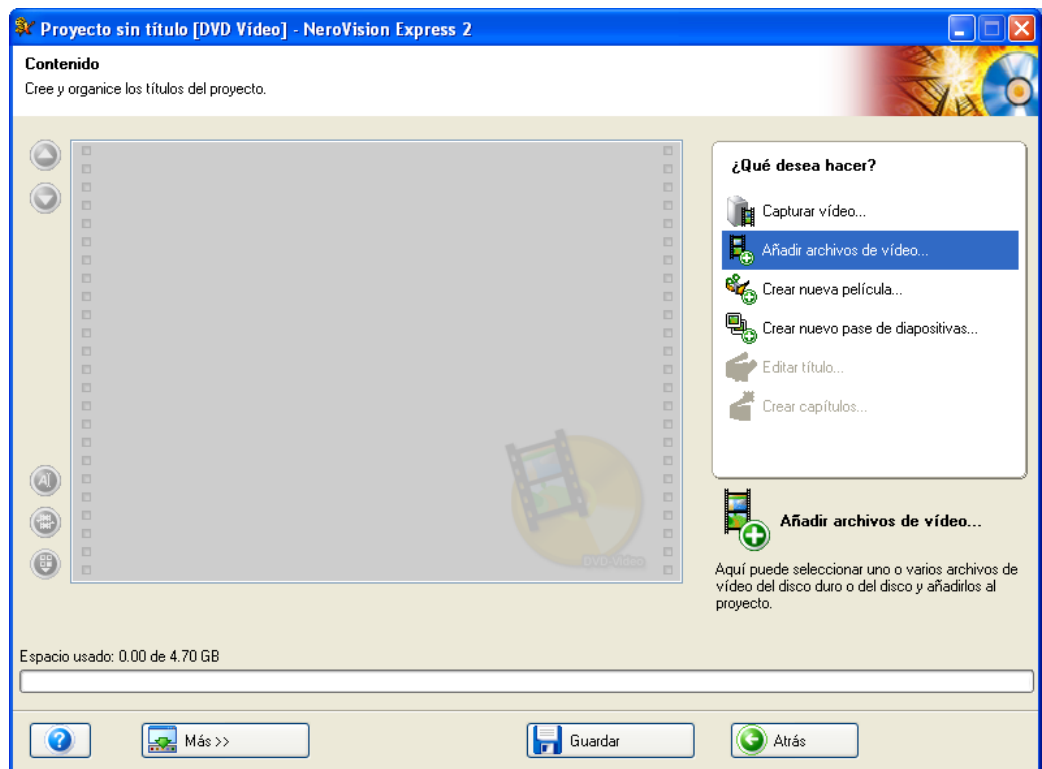 Proyecto sin título [DVD Vídeo] - NeroVision Express 2
Contenido
Cree y organice los títulos del proyecto.
¿Qué desea hacer?
Capturar vídeo...
Añadir archivos de vídeo...
Crear nueva película...
Crear nuevo pase de diapositivas...
Editar título...
Crear capítulos...
DVD Video
Añadir archivos de vídeo...
Aquí puede seleccionar uno o varios archivos de
vídeo del disco duro o del disco y añadirlos al
proyecto.
Espacio usado: 0.00 de 4.70 GB
Más >>
Guardar
Atrás